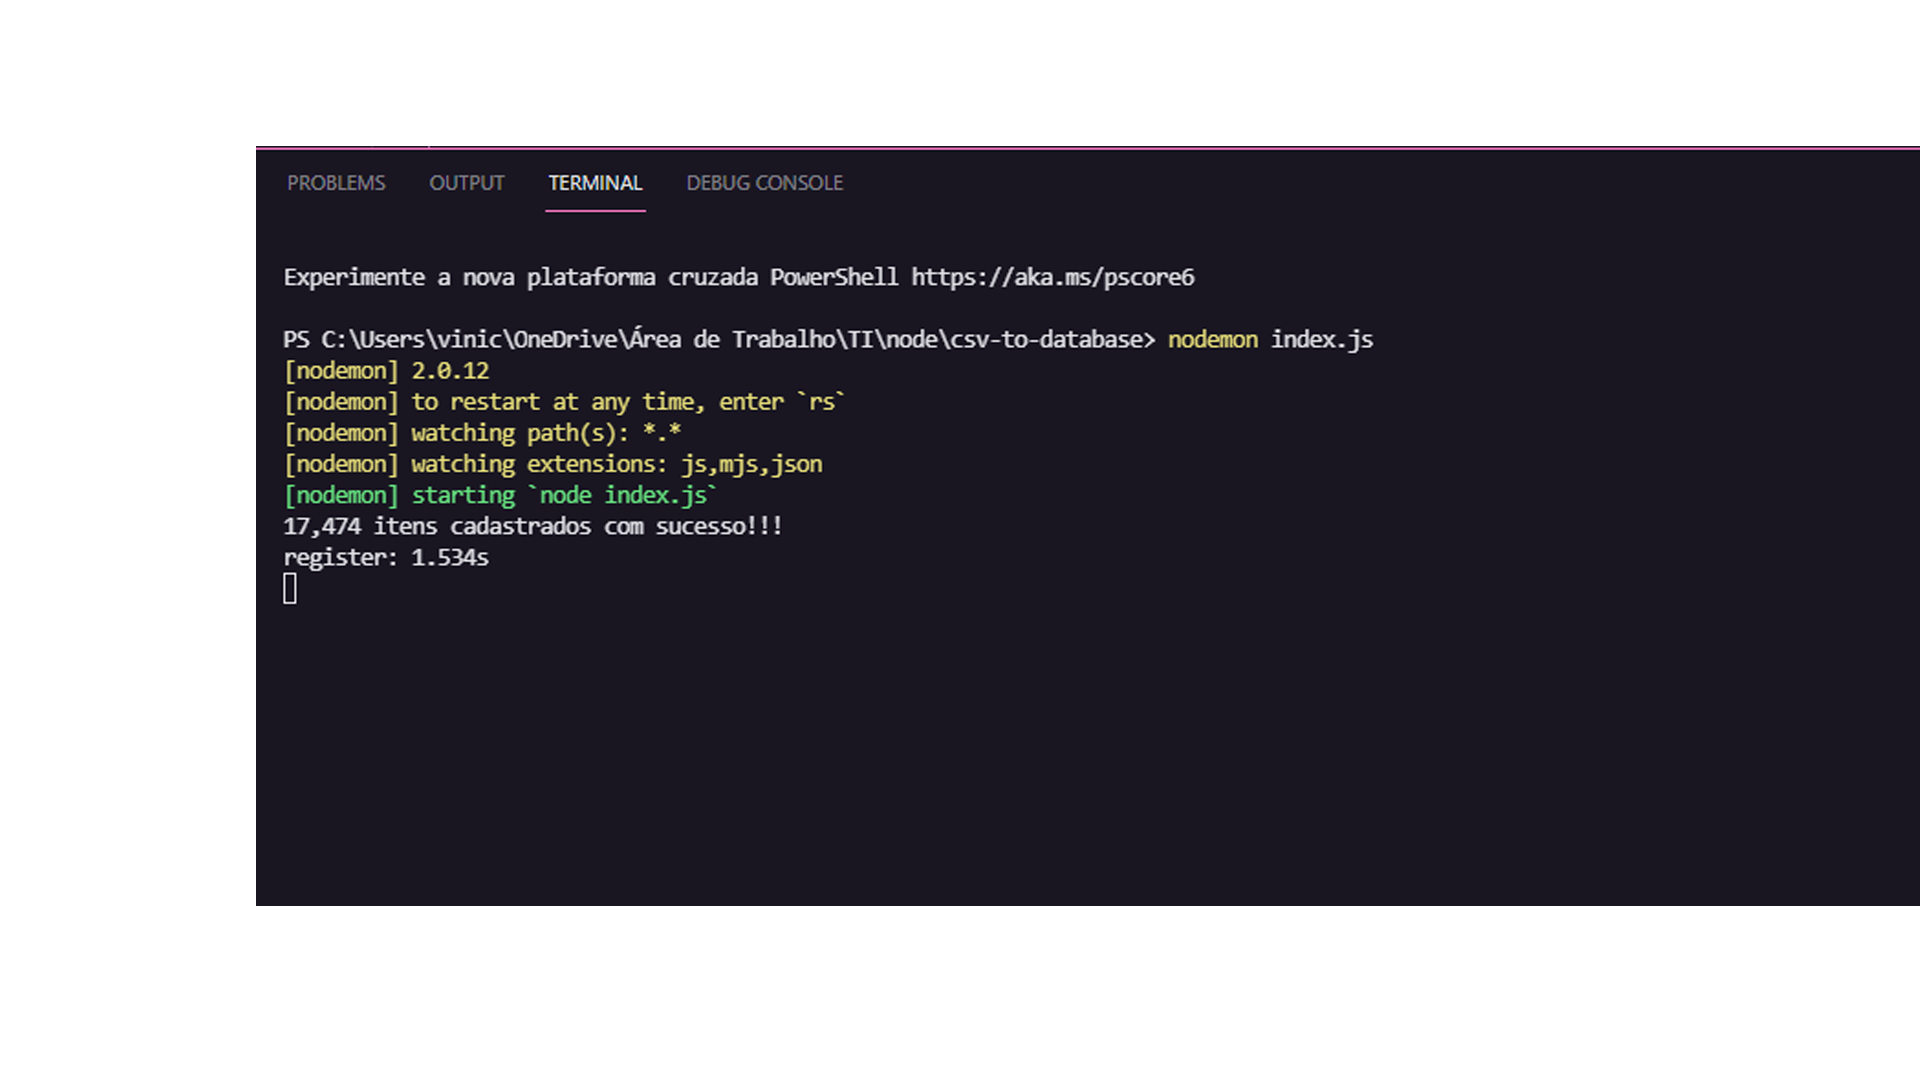 PROBLEMS OUTPUT TERMINAL DEBUG CONSOLE
Experimente a nova plataforma cruzada PowerShell https://aka.ms/pscore6
PS C:\Users\vinic\OneDrive\Área de Trabalho\TI\node\csv-to-database> nodemon index.js
[nodemon] 2.0.12
[nodemon] to restart at any time, enter `rs`
[nodemon] watching path(s): *.*
[nodemon] watching extensions: js,mjs,json
[nodemon] starting `node index.js`
17,474 itens cadastrados com sucesso!!!
register: 1.534s